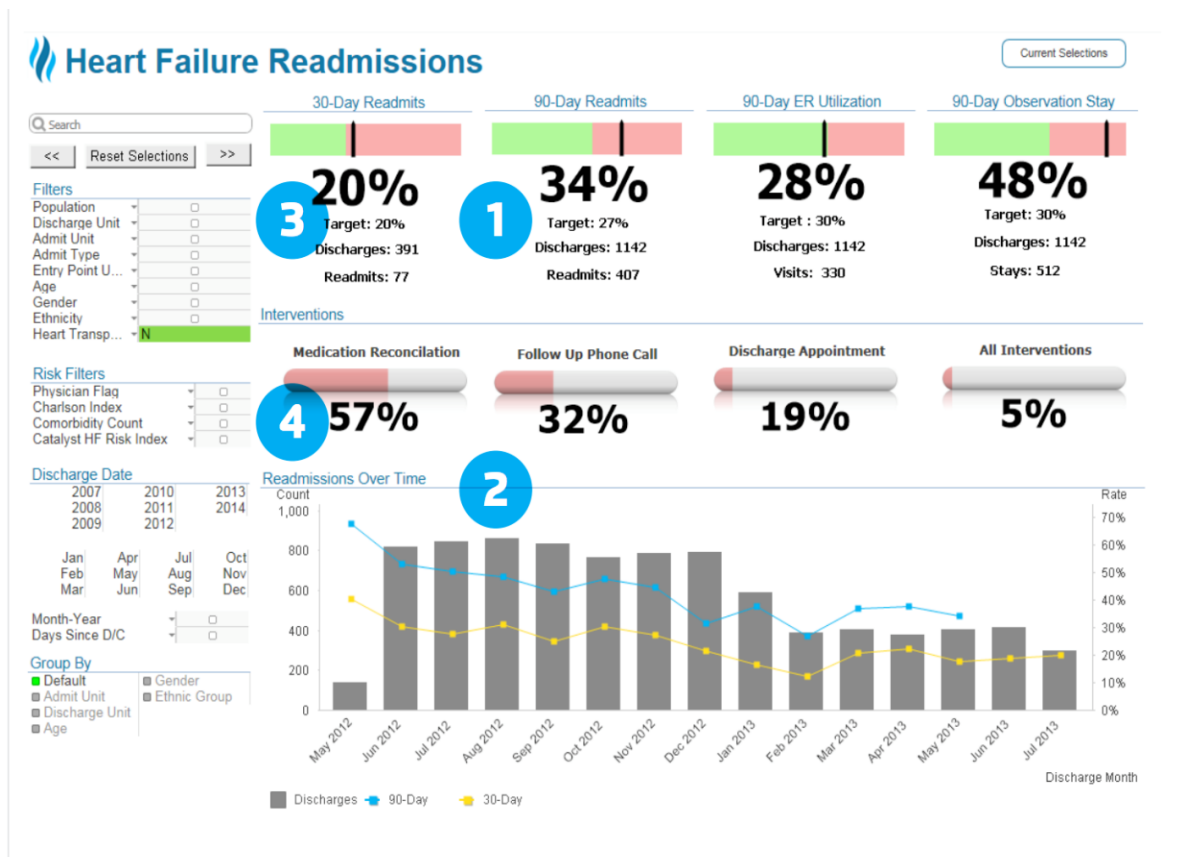 Heart Failure Readmissions
Current Selections
Search
<< Reset Selections >>
Filters
Population
Discharge Unit
Admit Unit
Admit Type
Entry Point U...
Age
Gender
Ethnicity
Heart Transp... N
Risk Filters
Physician Flag
Charlson Index
Comorbidity Count
Catalyst HF Risk Index
Discharge Date
2007 2010 2013
2008 2011 2014
2009 2012
Jan Apr Jul Oct
Feb May Aug Nov
Mar Jun Sep Dec
Month-Year
Days Since D/C
Group By
Default Gender
Admit Unit Ethnic Group
Discharge Unit
Age
30-Day Readmits
20%
3
Target: 20%
Discharges: 391
Readmits: 77
90-Day Readmits
34%
1
Target: 27%
Discharges: 1142
Readmits: 407
90-Day ER Utilization
28%
Target : 30%
Discharges: 1142
Visits: 330
90-Day Observation Stay
48%
Target: 30%
Discharges: 1142
Stays: 512
Interventions
Medication Reconcilation
4
57%
Follow Up Phone Call
32%
Discharge Appointment
19%
All Interventions
5%
Readmissions Over Time
2
Count
1,000
800
600
400
200
0
Rate
70%
60%
50%
40%
30%
20%
10%
0%
May 2012
Jun 2012
Jul 2012
Aug 2012
Sep 2012
Oct 2012
Nov 2012
Dec 2012
Jan 2013
Feb 2013
Mar 2013
Apr 2013
May 2013
Jun 2013
Jul 2013
Discharge Month
Discharges 90-Day 30-Day